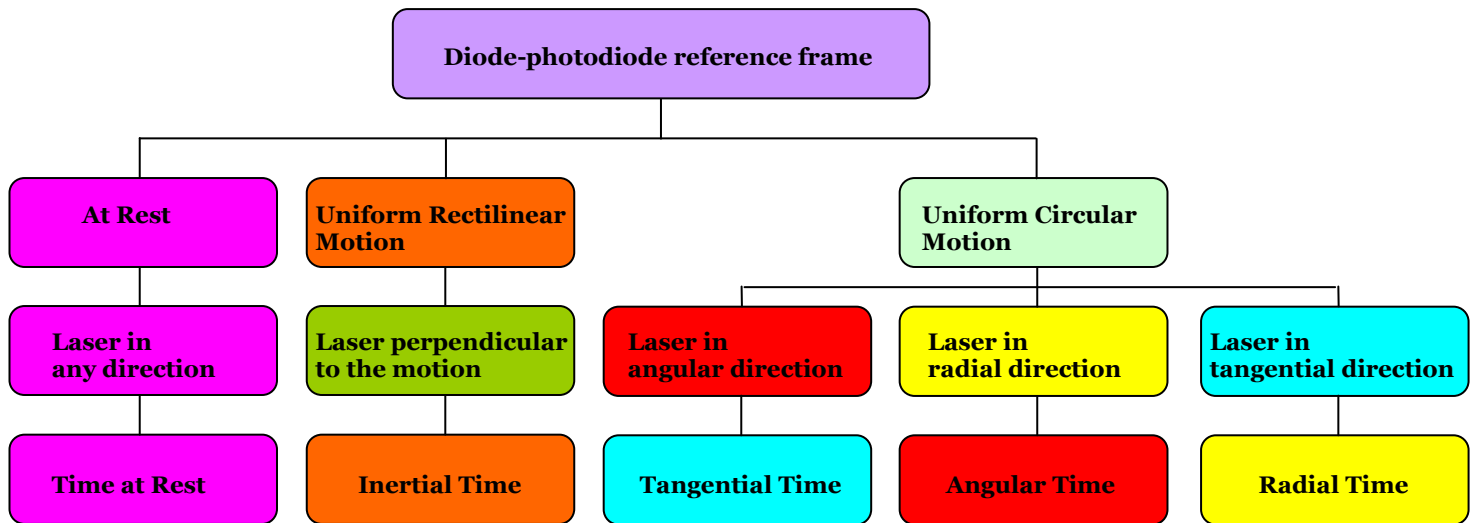 Diode-photodiode reference frame
At Rest
Uniform Rectilinear
Motion
Uniform Circular
Motion
Laser in
any direction
Laser perpendicular
to the motion
Laser in
angular direction
Laser in
radial direction
Laser in
tangential direction
Time at Rest
Inertial Time
Tangential Time
Angular Time
Radial Time